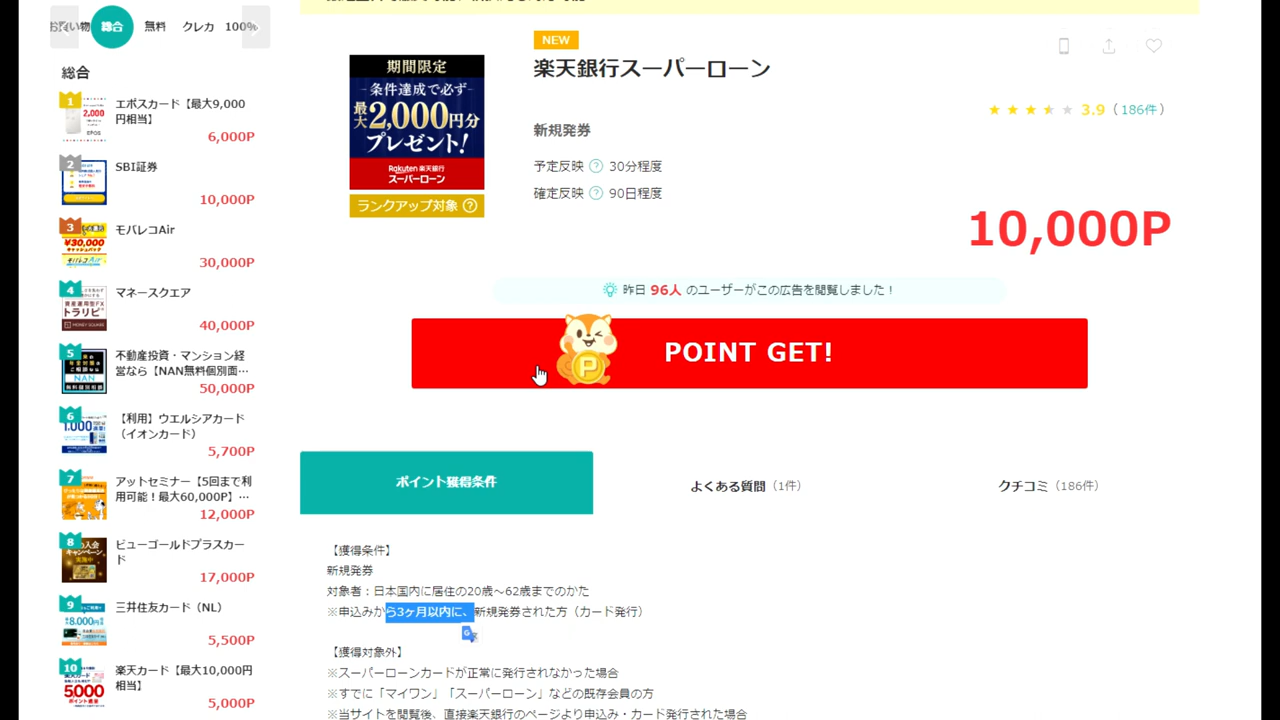 お買い物
総合
無料
クレカ
100%
総合
1
エポスカード【最大9,000
円相当】
6,000P
2
SBI証券
10,000P
3
モバレコAir
30,000P
4
マネースクエア
40,000P
5
不動産投資・マンション経
営なら【NAN無料個別面…
50,000P
6
【利用】ウエルシアカード
（イオンカード）
5,700P
7
アットセミナー【5回まで利
用可能！最大60,000P】…
12,000P
8
ビューゴールドプラスカー
ド
17,000P
9
三井住友カード（NL）
5,500P
10
楽天カード【最大10,000円
相当】
5,000P
期間限定
条件達成で必ず
最大2,000円分
プレゼント!
Rakuten 楽天銀行
スーパーローン
ランクアップ対象 ?
NEW
楽天銀行スーパーローン
3.9（186件）
新規発券
予定反映 ? 30分程度
確定反映 ? 90日程度
10,000P
昨日 96人 のユーザーがこの広告を閲覧しました！
P
POINT GET!
ポイント獲得条件
よくある質問（1件）
クチコミ（186件）
【獲得条件】
新規発券
対象者：日本国内に居住の20歳～62歳までのかた
※申込みから3ヶ月以内に、新規発券された方（カード発行）
【獲得対象外】
※スーパーローンカードが正常に発行されなかった場合
※すでに「マイワン」「スーパーローン」などの既存会員の方
※当サイトを閲覧後、直接楽天銀行のページより申込み・カード発行された場合